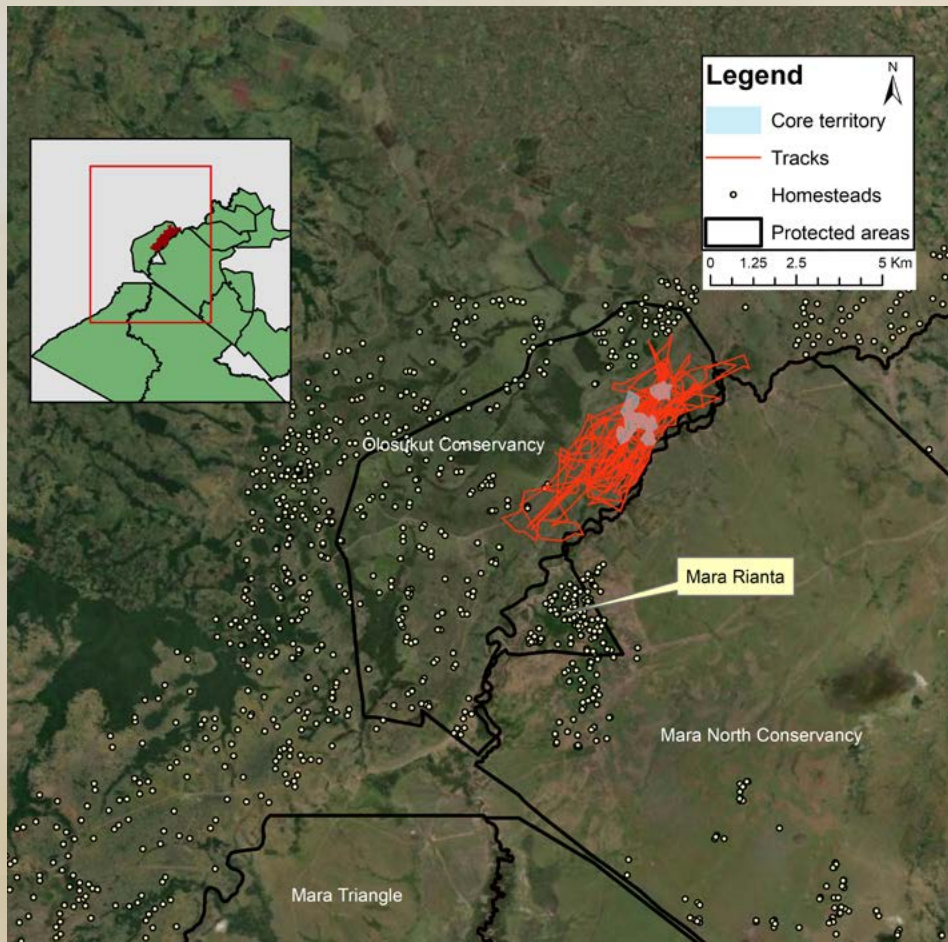 Legend
N
Core territory
Tracks
Homesteads
Protected areas
0 1.25 2.5 5 Km
Olosukut Conservancy
Mara Rianta
Mara North Conservancy
Mara Triangle